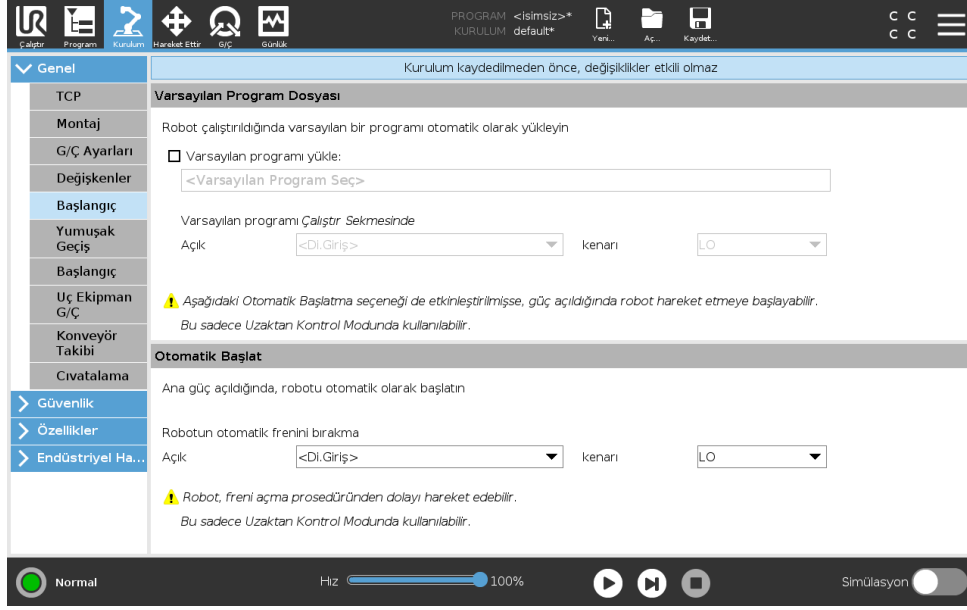 PROGRAM <isimsiz>*
KURULUM default*
Çalıştır Program Kurulum Hareket Ettir G/Ç Günlük Yeni... Aç... Kaydet...
C C
C C
Genel
Kurulum kaydedilmeden önce, değişiklikler etkili olmaz
TCP
Montaj
G/Ç Ayarları
Değişkenler
Başlangıç
Yumuşak
Geçiş
Başlangıç
Uç Ekipman
G/Ç
Konveyör
Takibi
Cıvatalama
Güvenlik
Özellikler
Endüstriyel Ha...
Varsayılan Program Dosyası
Robot çalıştırıldığında varsayılan bir programı otomatik olarak yükleyin
Varsayılan programı yükle:
<Varsayılan Program Seç>
Varsayılan programı Çalıştır Sekmesinde
Açık <Di.Giriş> kenarı LO
Aşağıdaki Otomatik Başlatma seçeneği de etkinleştirilmişse, güç açıldığında robot hareket etmeye başlayabilir.
Bu sadece Uzaktan Kontrol Modunda kullanılabilir.
Otomatik Başlat
Ana güç açıldığında, robotu otomatik olarak başlatın
Robotun otomatik frenini bırakma
Açık <Di.Giriş> kenarı LO
Robot, freni açma prosedüründen dolayı hareket edebilir.
Bu sadece Uzaktan Kontrol Modunda kullanılabilir.
Normal Hız 100% Simülasyon